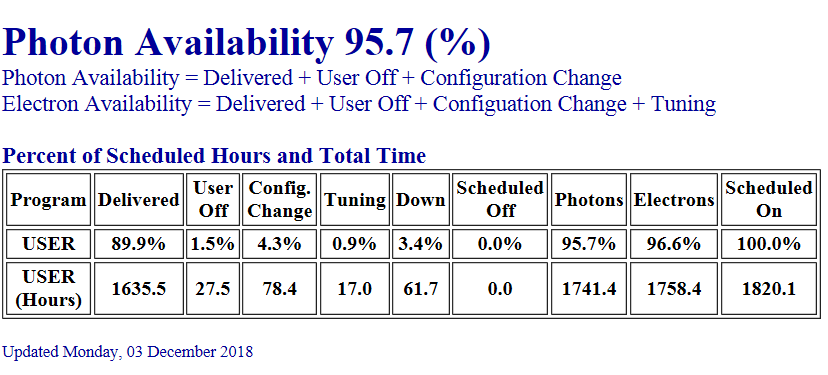 Photon Availability 95.7 (%)
Photon Availability = Delivered + User Off + Configuration Change
Electron Availability = Delivered + User Off + Configuation Change + Tuning
Percent of Scheduled Hours and Total Time
Program Delivered User Off Config. Change Tuning Down Scheduled Off Photons Electrons Scheduled On
USER 89.9% 1.5% 4.3% 0.9% 3.4% 0.0% 95.7% 96.6% 100.0%
USER (Hours) 1635.5 27.5 78.4 17.0 61.7 0.0 1741.4 1758.4 1820.1
Updated Monday, 03 December 2018